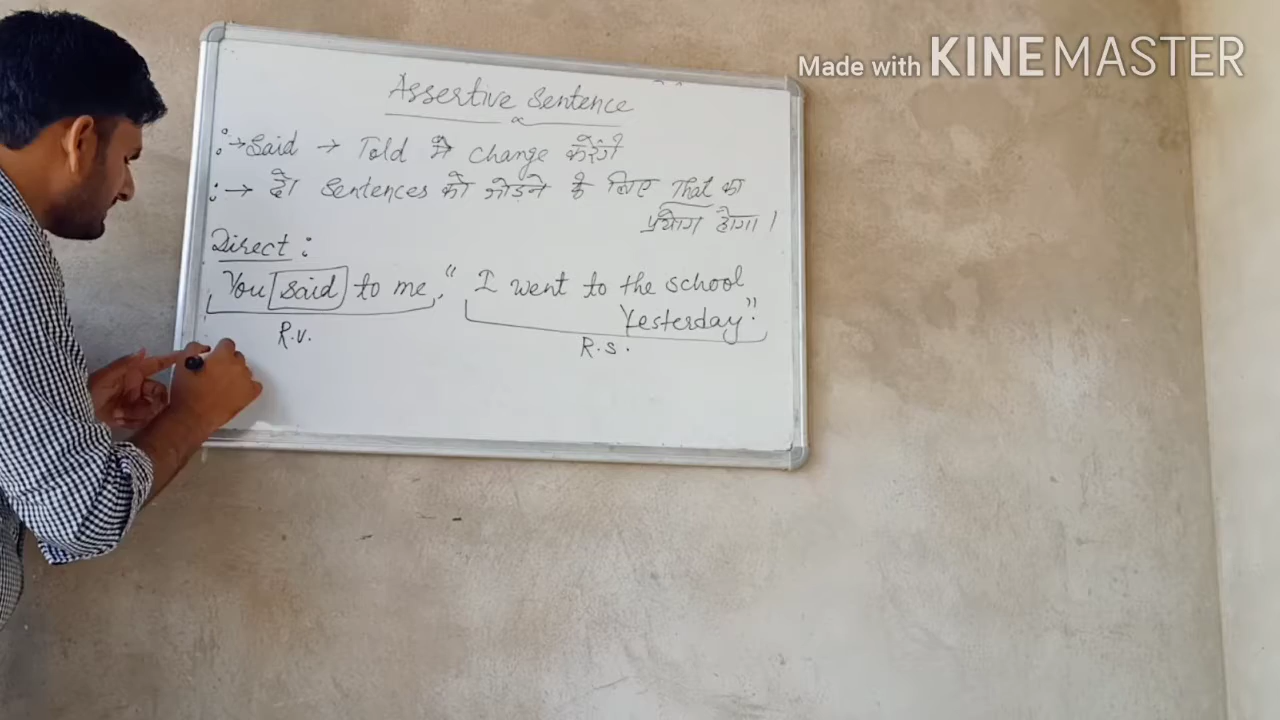 Made with KINEMASTER
Assertive Sentence
:→ Said → Told में change करेंगे
:→ दो Sentences को जोड़ने के लिए That का
प्रयोग होगा।
Direct :
You said to me, " I went to the school
Yesterday."
R.V.
R.S.